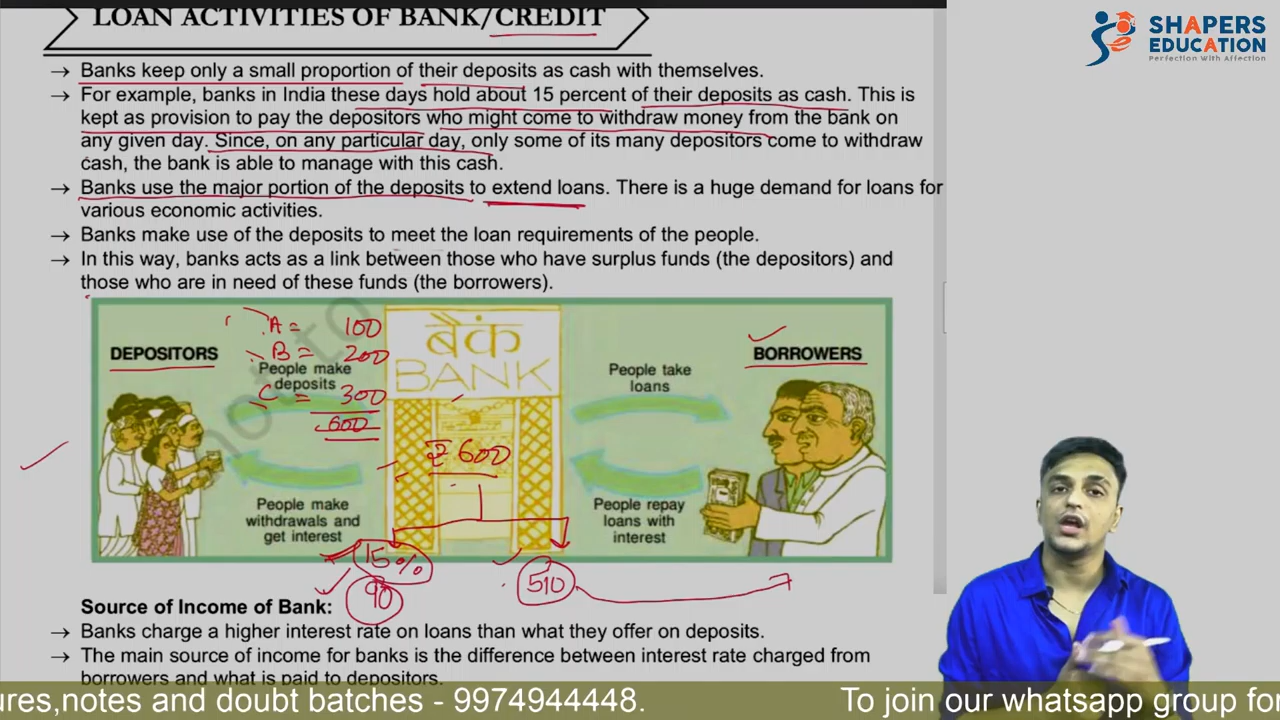 LOAN ACTIVITIES OF BANK/CREDIT
SHAPERS
EDUCATION
Perfection With Affection
→ Banks keep only a small proportion of their deposits as cash with themselves.
→ For example, banks in India these days hold about 15 percent of their deposits as cash. This is
kept as provision to pay the depositors who might come to withdraw money from the bank on
any given day. Since, on any particular day, only some of its many depositors come to withdraw
cash, the bank is able to manage with this cash.
→ Banks use the major portion of the deposits to extend loans. There is a huge demand for loans for
various economic activities.
→ Banks make use of the deposits to meet the loan requirements of the people.
→ In this way, banks acts as a link between those who have surplus funds (the depositors) and
those who are in need of these funds (the borrowers).
A = 100
B = 200
C = 300
600
DEPOSITORS
People make
deposits
बैंक
BANK
People take
loans
BORROWERS
not to
₹ 600
People make
withdrawals and
get interest
People repay
loans with
interest
15%
90
510
Source of Income of Bank:
→ Banks charge a higher interest rate on loans than what they offer on deposits.
→ The main source of income for banks is the difference between interest rate charged from
borrowers and what is paid to depositors.
ures,notes and doubt batches - 9974944448.
To join our whatsapp group for